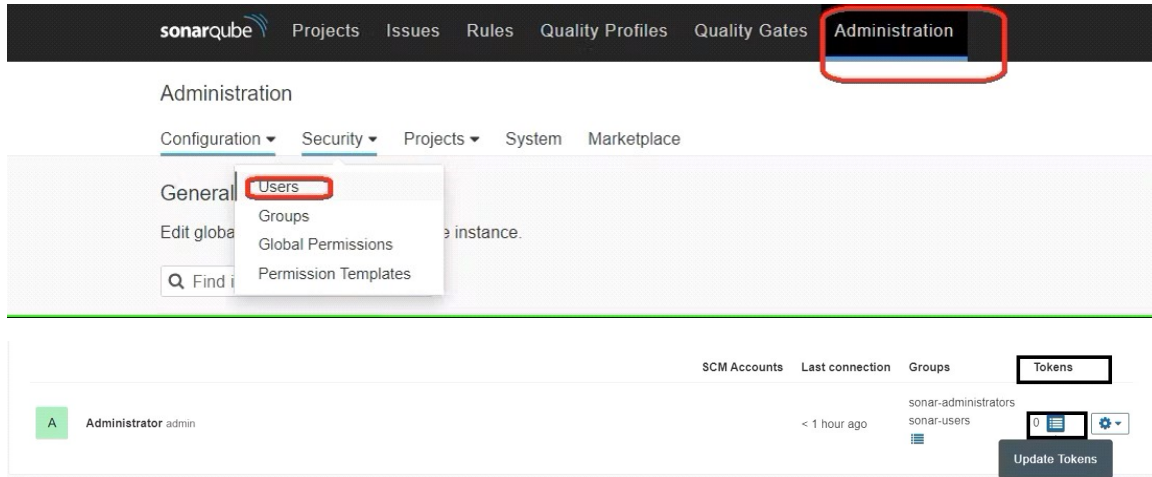 sonarqube Projects Issues Rules Quality Profiles Quality Gates Administration
Administration
Configuration Security Projects System Marketplace
General
Users
Groups
Edit globa
e instance.
Global Permissions
Find i
Permission Templates
SCM Accounts Last connection Groups Tokens
A Administrator admin < 1 hour ago sonar-administrators
sonar-users
0
Update Tokens